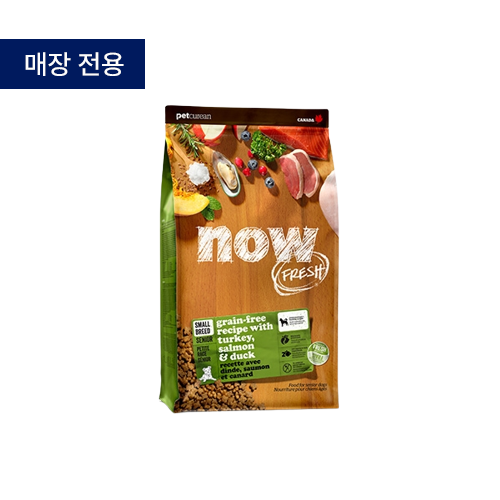 매장 전용
petcurean
CANADA
now
FRESH
SMALL
BREED
SENIOR
grain-free
recipe with
turkey,
salmon
& duck
recette avec
dinde, saumon
et canard
Food for senior dogs